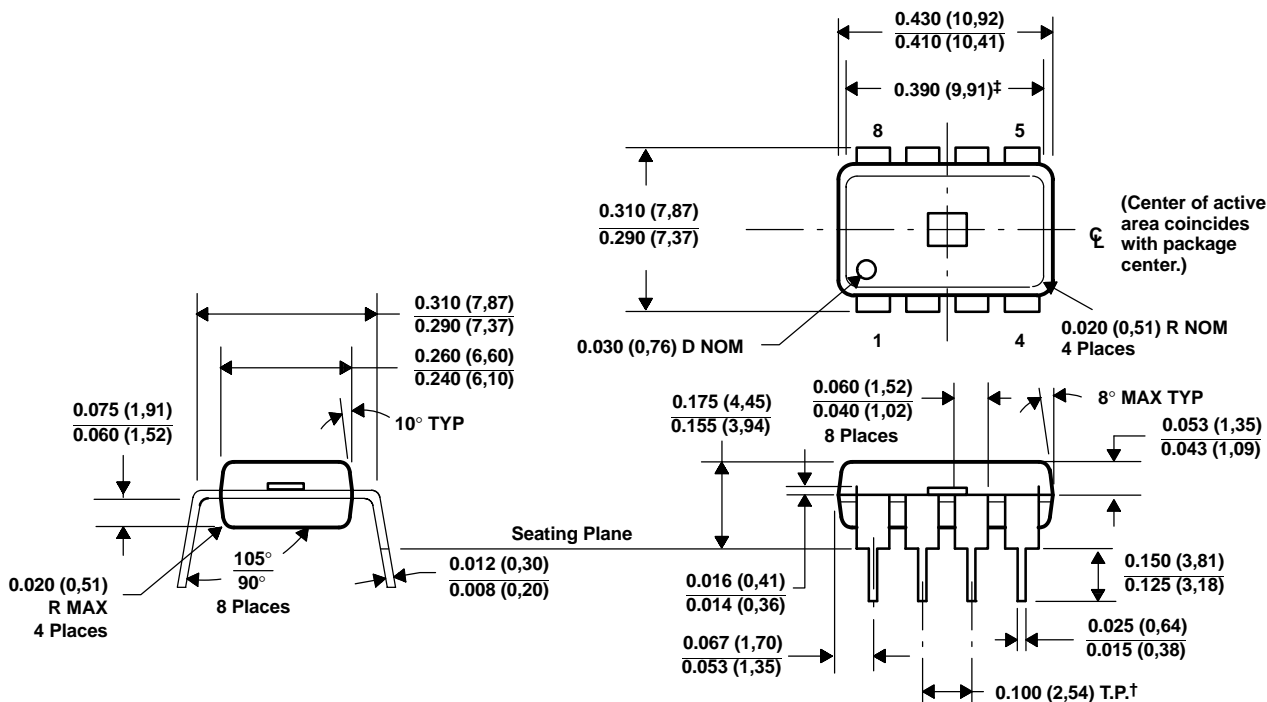 0.430 (10,92)
0.410 (10,41)
0.390 (9,91)‡
8 5
0.310 (7,87)
0.290 (7,37)
℄
(Center of active
area coincides
with package
center.)
0.030 (0,76) D NOM
1 4
0.020 (0,51) R NOM
4 Places
0.310 (7,87)
0.290 (7,37)
0.260 (6,60)
0.240 (6,10)
0.075 (1,91)
0.060 (1,52)
10° TYP
0.020 (0,51)
R MAX
4 Places
105°
90°
8 Places
0.012 (0,30)
0.008 (0,20)
Seating Plane
0.175 (4,45)
0.155 (3,94)
0.060 (1,52)
0.040 (1,02)
8 Places
8° MAX TYP
0.053 (1,35)
0.043 (1,09)
0.016 (0,41)
0.014 (0,36)
0.150 (3,81)
0.125 (3,18)
0.067 (1,70)
0.053 (1,35)
0.025 (0,64)
0.015 (0,38)
0.100 (2,54) T.P.†